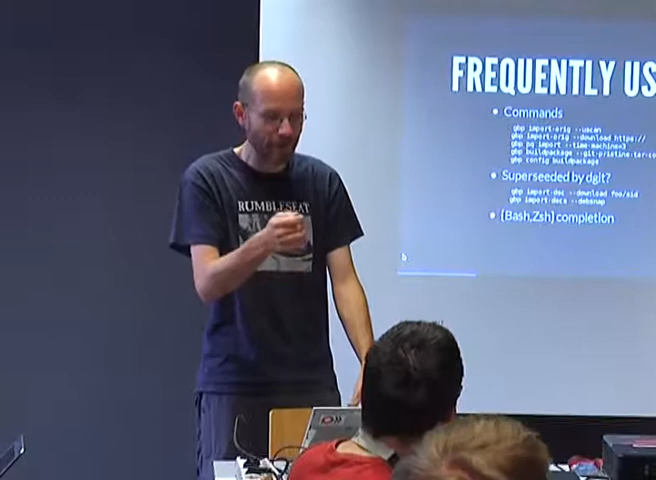 FREQUENTLY US
• Commands
gbp import-orig --uscan
gbp import-orig --download https://
gbp pq import --time-machine=3
gbp buildpackage --git-pristine-tar-co
gbp config buildpackage
• Superseeded by dgit?
gbp import-dsc --download foo/sid
gbp import-dscs --debsnap
• {Bash,Zsh} completion
RUMBLESEAT